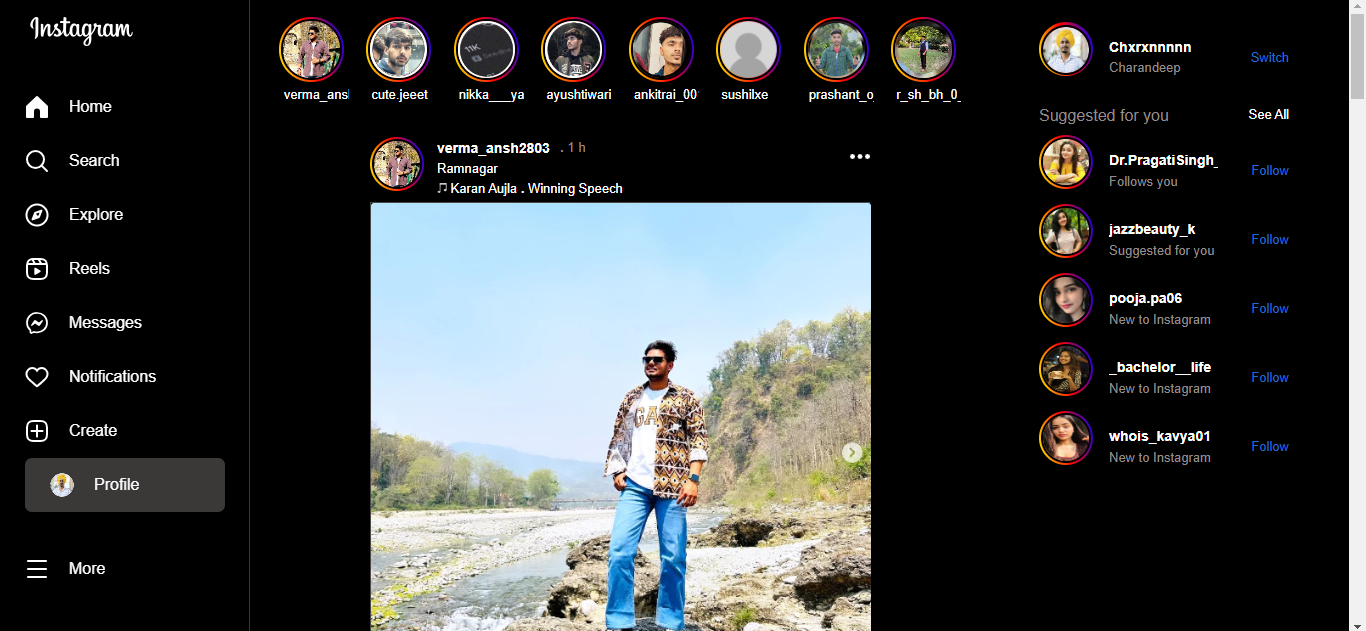 Instagram
Home
Search
Explore
Reels
Messages
Notifications
Create
Profile
More
verma_ansl
cute.jeeet
nikka___ya
ayushtiwari
ankitrai_00
sushilxe
prashant_o
r_sh_bh_0_
11K
verma_ansh2803 . 1 h
Ramnagar
Karan Aujla . Winning Speech
GA
Chxrxnnnnn
Charandeep
Switch
Suggested for you
See All
Dr.PragatiSingh_
Follows you
Follow
jazzbeauty_k
Suggested for you
Follow
pooja.pa06
New to Instagram
Follow
_bachelor__life
New to Instagram
Follow
whois_kavya01
New to Instagram
Follow